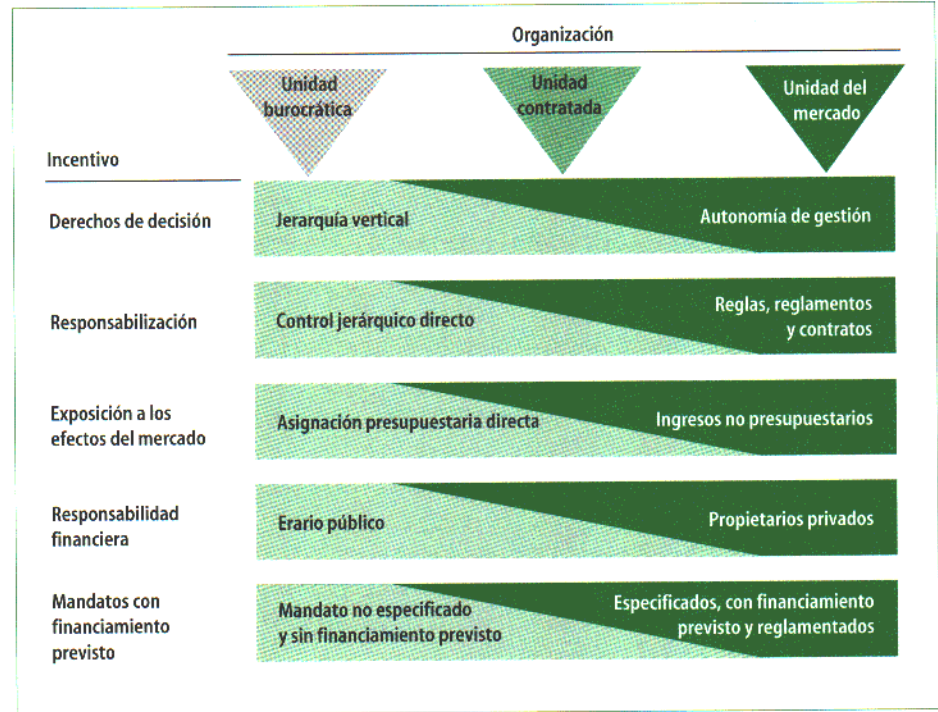 Organización
Unidad
burocrática
Unidad
contratada
Unidad del
mercado
Incentivo
Derechos de decisión
Jerarquía vertical
Autonomía de gestión
Responsabilización
Control jerárquico directo
Reglas, reglamentos
y contratos
Exposición a los
efectos del mercado
Asignación presupuestaria directa
Ingresos no presupuestarios
Responsabilidad
financiera
Erario público
Propietarios privados
Mandatos con
financiamiento
previsto
Mandato no especificado
y sin financiamiento previsto
Especificados, con financiamiento
previsto y reglamentados